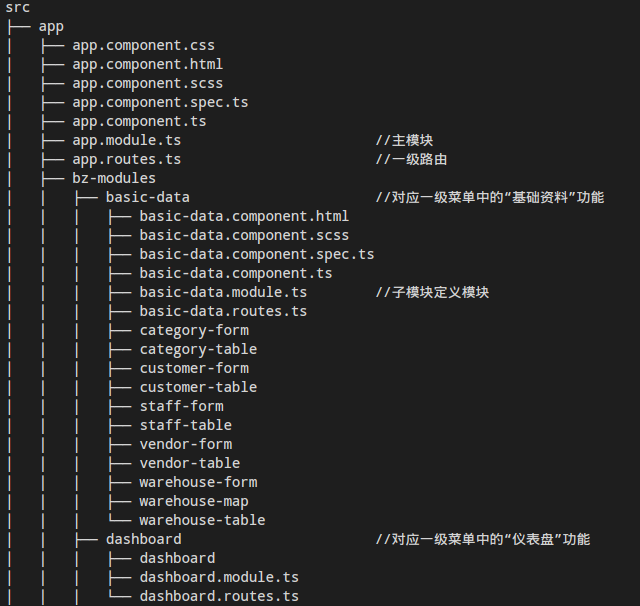 src
├── app
│   ├── app.component.css
│   ├── app.component.html
│   ├── app.component.scss
│   ├── app.component.spec.ts
│   ├── app.component.ts
│   ├── app.module.ts                       //主模块
│   ├── app.routes.ts                       //一级路由
│   ├── bz-modules
│   │   ├── basic-data                      //对应一级菜单中的“基础资料”功能
│   │   │   ├── basic-data.component.html
│   │   │   ├── basic-data.component.scss
│   │   │   ├── basic-data.component.spec.ts
│   │   │   ├── basic-data.component.ts
│   │   │   ├── basic-data.module.ts        //子模块定义模块
│   │   │   ├── basic-data.routes.ts
│   │   │   ├── category-form
│   │   │   ├── category-table
│   │   │   ├── customer-form
│   │   │   ├── customer-table
│   │   │   ├── staff-form
│   │   │   ├── staff-table
│   │   │   ├── vendor-form
│   │   │   ├── vendor-table
│   │   │   ├── warehouse-form
│   │   │   ├── warehouse-map
│   │   │   └── warehouse-table
│   │   ├── dashboard                       //对应一级菜单中的“仪表盘”功能
│   │   │   ├── dashboard
│   │   │   ├── dashboard.module.ts
│   │   │   └── dashboard.routes.ts